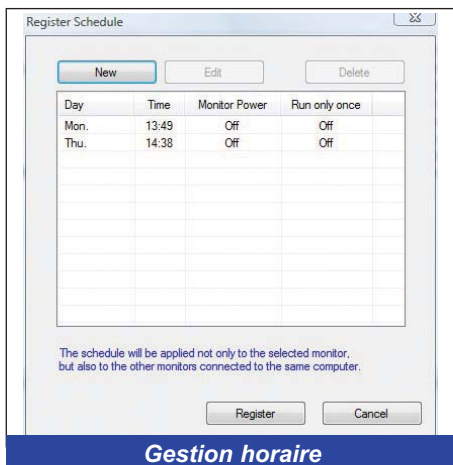 Register Schedule
New Edit Delete
Day Time Monitor Power Run only once
Mon. 13:49 Off Off
Thu. 14:38 Off Off
The schedule will be applied not only to the selected monitor,
but also to the other monitors connected to the same computer.
Register Cancel
Gestion horaire